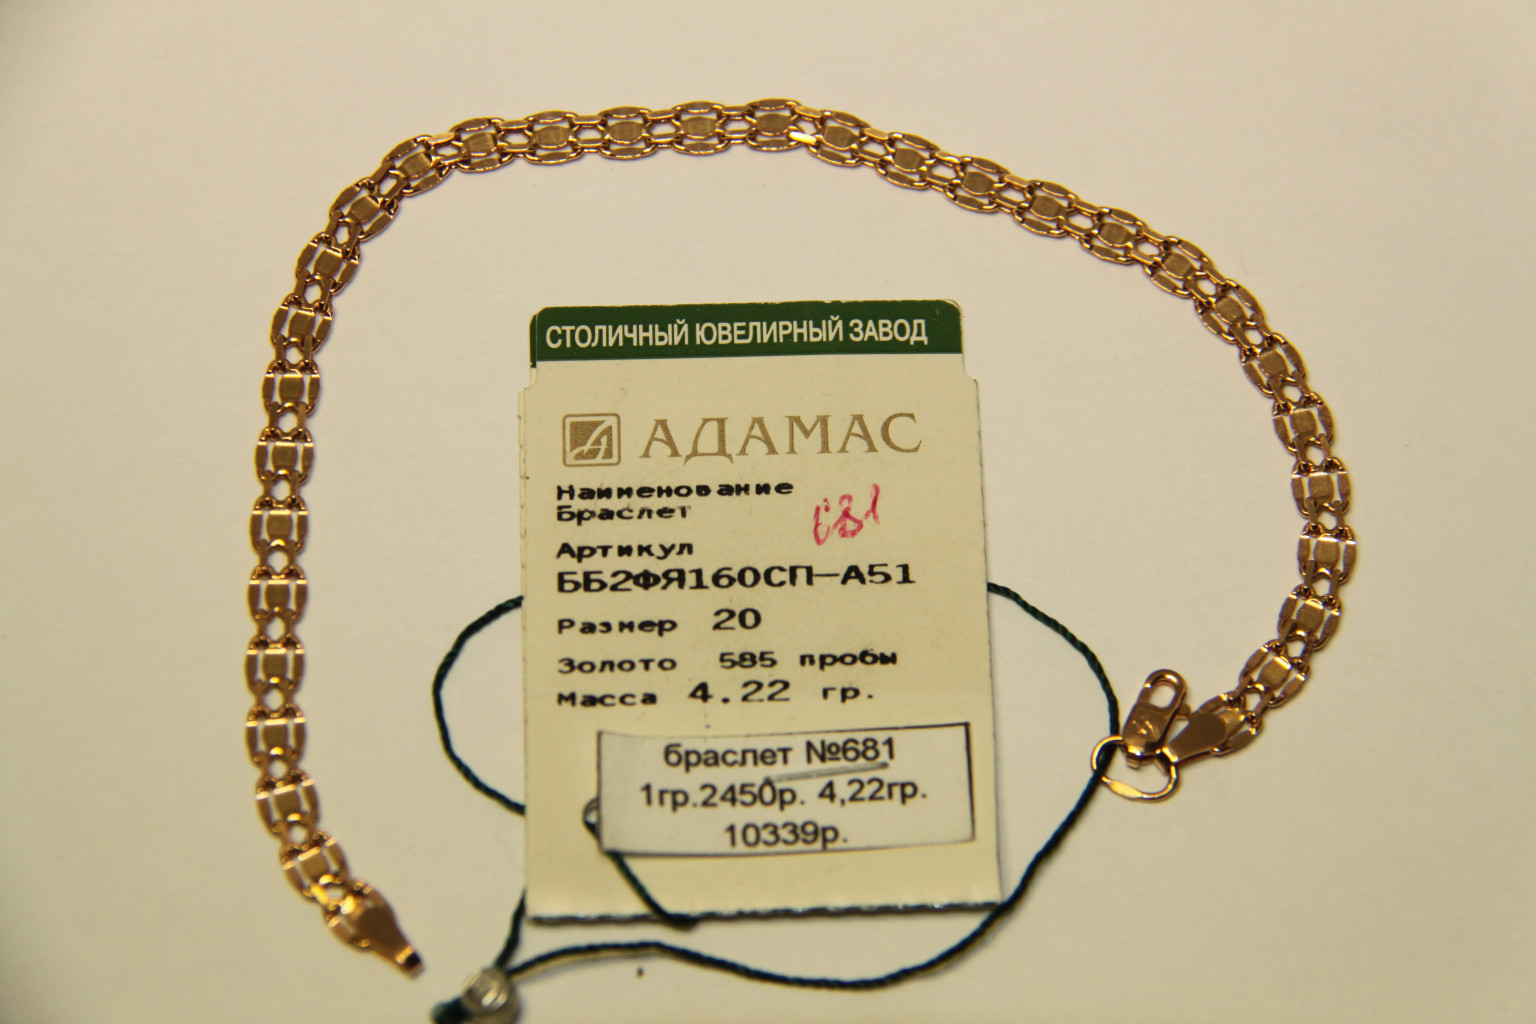 СТОЛИЧНЫЙ ЮВЕЛИРНЫЙ ЗАВОД
АДАМАС
Наименование
Браслет
681
Артикул
ББ2ФЯ160СП-А51
Размер 20
Золото 585 пробы
Масса 4.22 гр.
браслет №681
1гр.2450р. 4,22гр.
10339р.